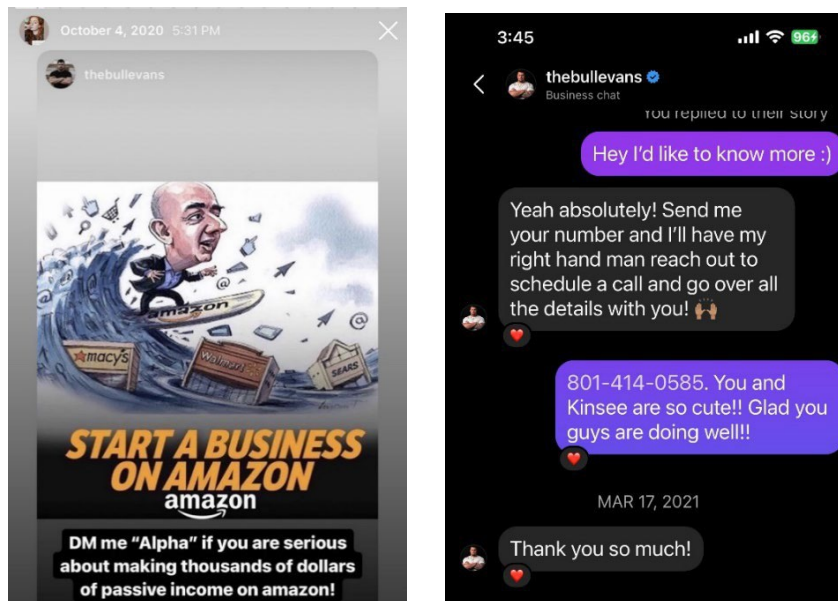 October 4, 2020 5:31 PM
thebullevans
amazon
@
@
macy's
Walmart
SEARS
START A BUSINESS
ON AMAZON
amazon
DM me “Alpha” if you are serious
about making thousands of dollars
of passive income on amazon!
3:45
96
thebullevans
Business chat
You replied to their story
Hey I’d like to know more :)
Yeah absolutely! Send me
your number and I’ll have my
right hand man reach out to
schedule a call and go over all
the details with you! 🙌🏽
801-414-0585. You and
Kinsee are so cute!! Glad you
guys are doing well!!
MAR 17, 2021
Thank you so much!